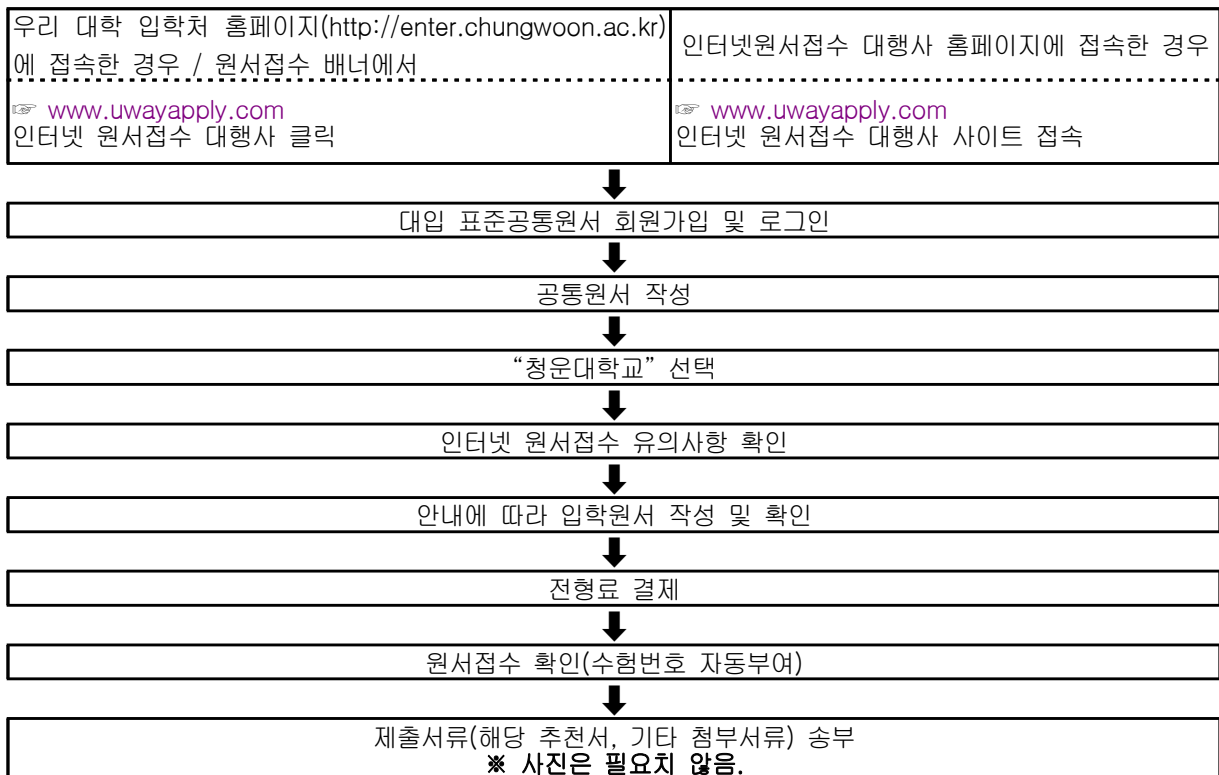 우리 대학 입학처 홈페이지(http://enter.chungwoon.ac.kr)
에 접속한 경우 / 원서접수 배너에서
☞ www.uwayapply.com
인터넷 원서접수 대행사 클릭
인터넷원서접수 대행사 홈페이지에 접속한 경우
☞ www.uwayapply.com
인터넷 원서접수 대행사 사이트 접속
대입 표준공통원서 회원가입 및 로그인
공통원서 작성
“청운대학교” 선택
인터넷 원서접수 유의사항 확인
안내에 따라 입학원서 작성 및 확인
전형료 결제
원서접수 확인(수험번호 자동부여)
제출서류(해당 추천서, 기타 첨부서류) 송부
※ 사진은 필요치 않음.